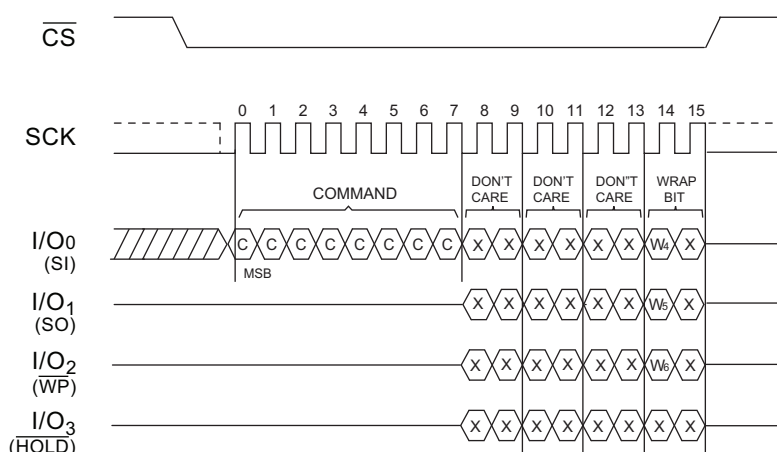 CS
0 1 2 3 4 5 6 7 8 9 10 11 12 13 14 15
SCK
COMMAND
DON'T CARE
DON'T CARE
DON"T CARE
WRAP BIT
I/O0
(SI)
C C C C C C C C X X X X X X W4 X
MSB
I/O1
(SO)
X X X X X X W5 X
I/O2
(WP)
X X X X X X W6 X
I/O3
(HOLD)
X X X X X X X X